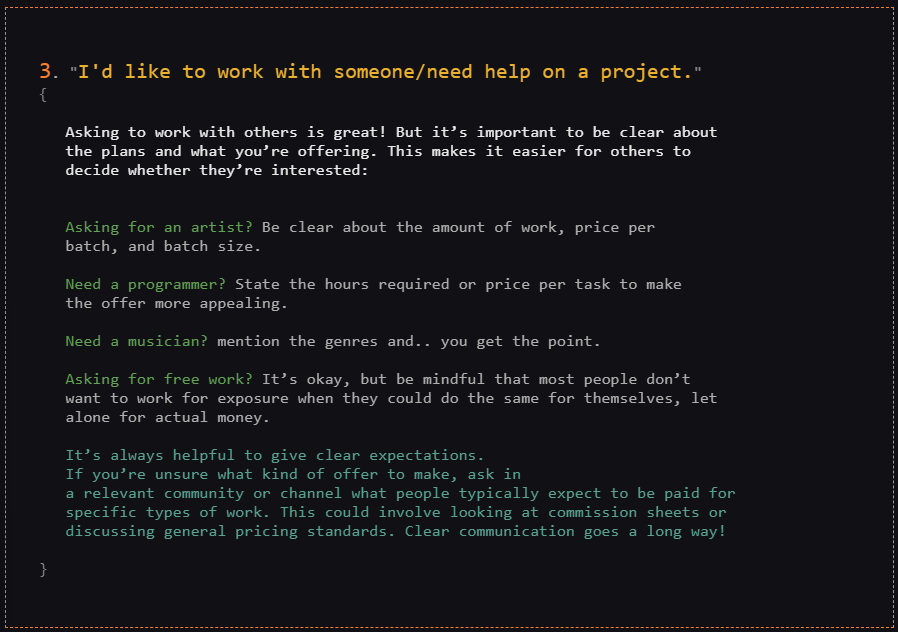 3. "I'd like to work with someone/need help on a project."
{
Asking to work with others is great! But it’s important to be clear about
the plans and what you’re offering. This makes it easier for others to
decide whether they’re interested:
Asking for an artist? Be clear about the amount of work, price per
batch, and batch size.
Need a programmer? State the hours required or price per task to make
the offer more appealing.
Need a musician? mention the genres and.. you get the point.
Asking for free work? It’s okay, but be mindful that most people don’t
want to work for exposure when they could do the same for themselves, let
alone for actual money.
It’s always helpful to give clear expectations.
If you’re unsure what kind of offer to make, ask in
a relevant community or channel what people typically expect to be paid for
specific types of work. This could involve looking at commission sheets or
discussing general pricing standards. Clear communication goes a long way!
}